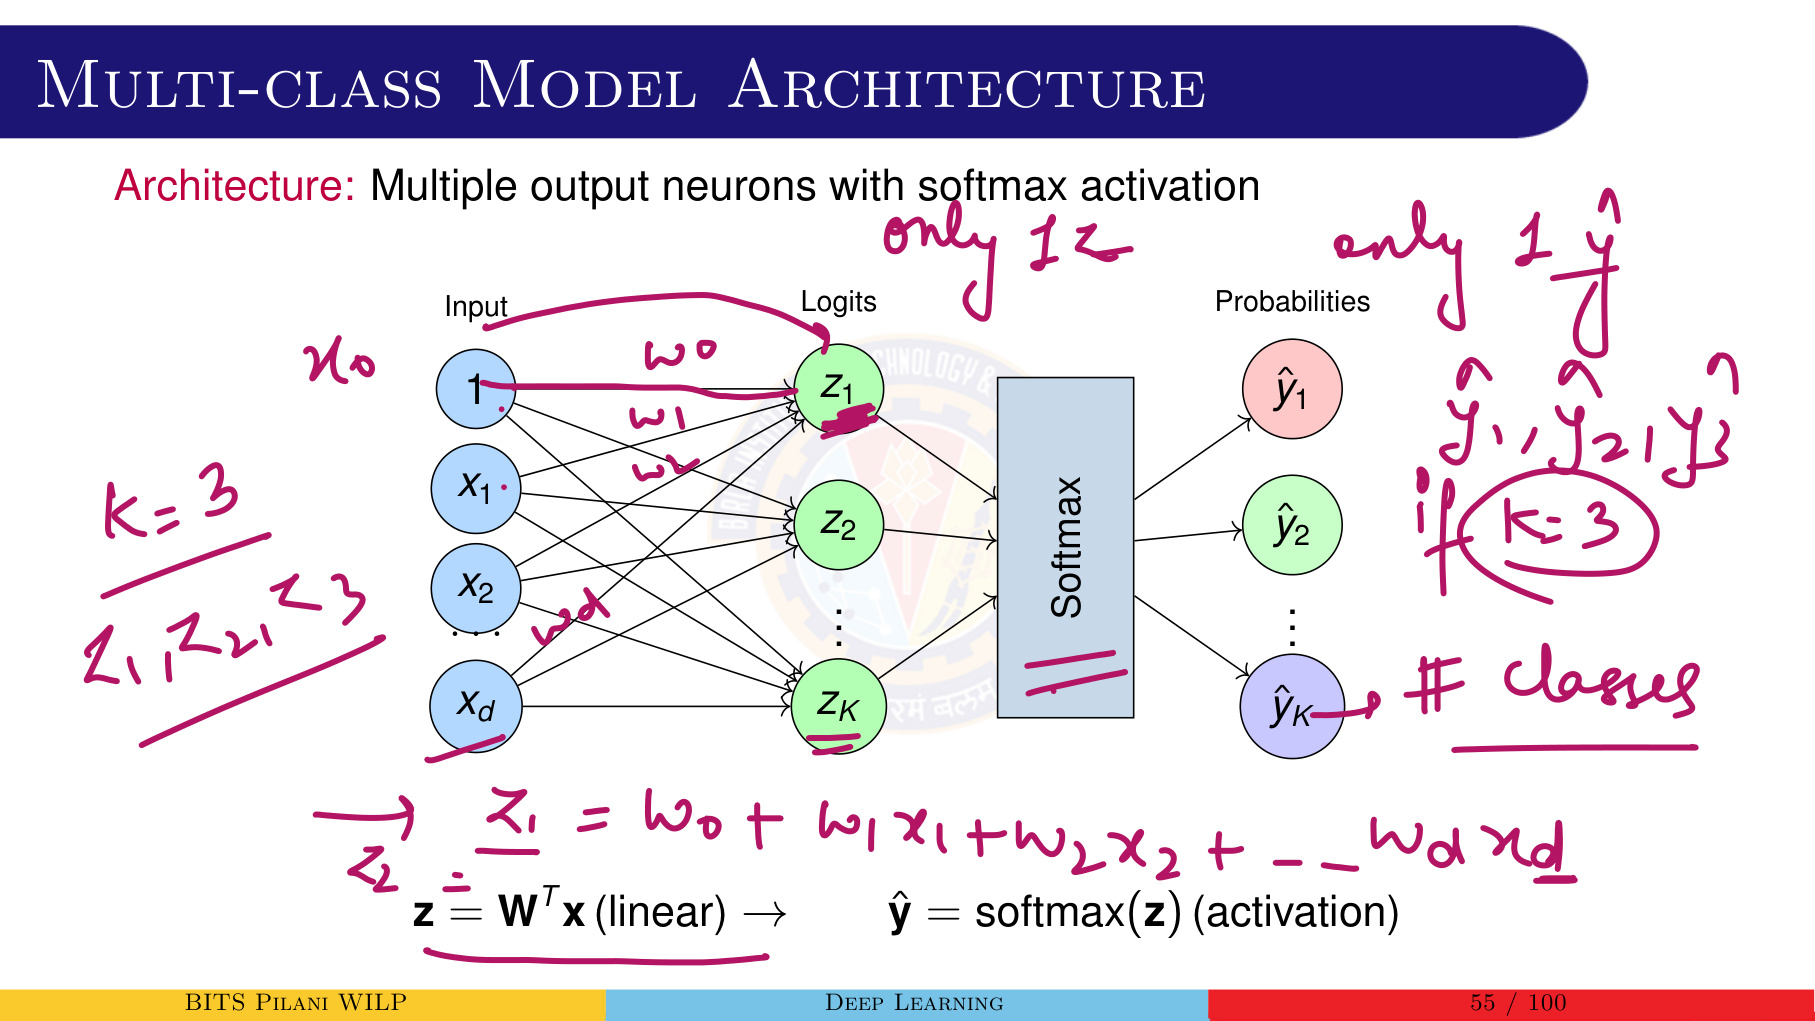 MULTI-CLASS MODEL ARCHITECTURE
Architecture: Multiple output neurons with softmax activation
only 1 z
only 1 ŷ
Input
Logits
Probabilities
x₀
1
w₀
z₁
ŷ₁
w₁
ŷ₁, ŷ₂, ŷ₃
x₁
w₂
K = 3
z₂
Softmax
ŷ₂
if K = 3
x₂
z₁, z₂, z₃
...
w_d
⋮
⋮
x_d
z_K
ŷ_K → # classes
→ z₁ = w₀ + w₁x₁ + w₂x₂ + - - w_d x_d
z₂ =
z = Wᵀx (linear) → ŷ = softmax(z) (activation)
BITS PILANI WILP
DEEP LEARNING
55 / 100